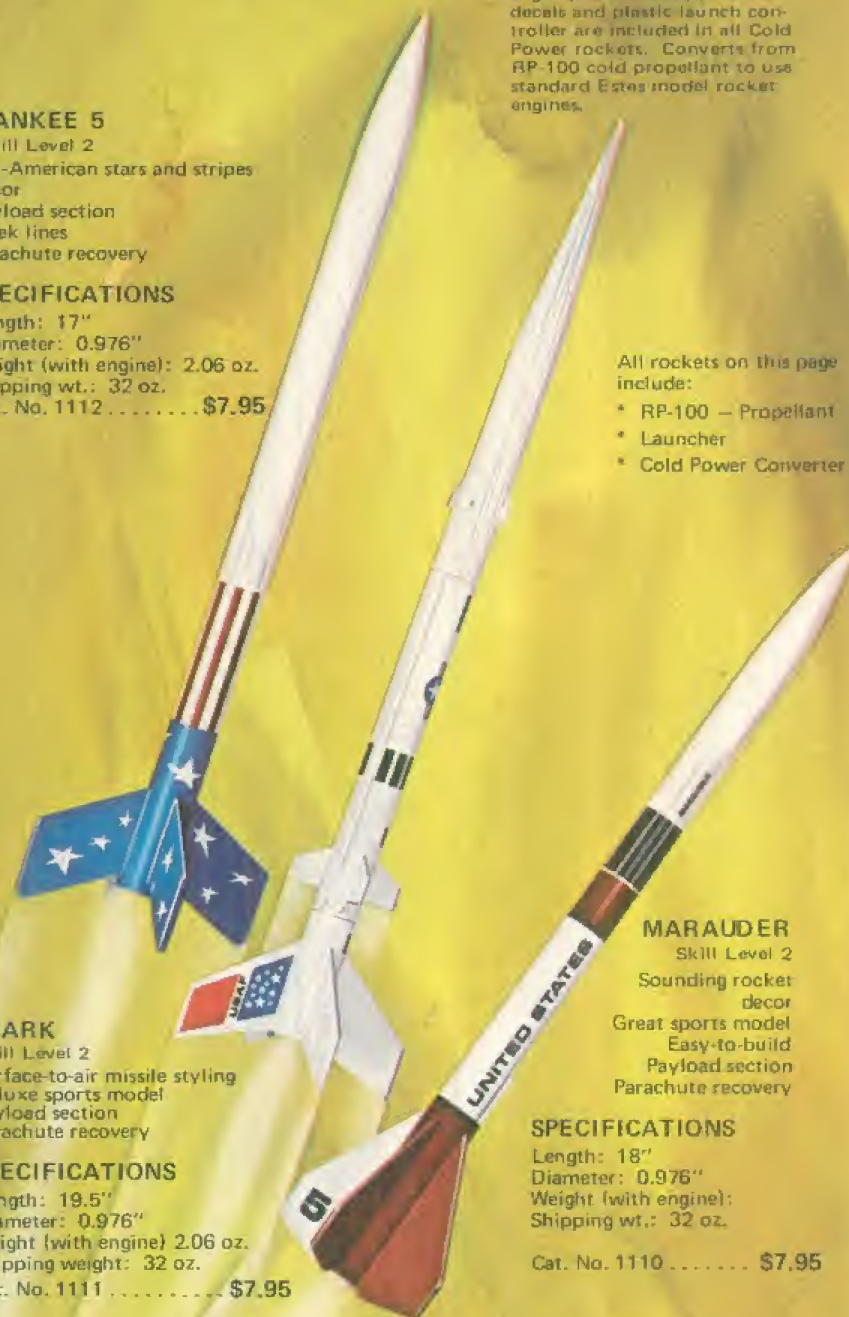 decals and plastic launch con-
troller are included in all Cold
Power rockets. Converts from
RP-100 cold propellant to use
standard Estes model rocket
engines.
ANKEE 5
ill Level 2
-American stars and stripes
or
yload section
ek lines
achute recovery
ECIFICATIONS
ngth: 17"
meter: 0.976"
ight (with engine): 2.06 oz.
pping wt.: 32 oz.
. No. 1112 ........ $7.95
All rockets on this page
include:
* RP-100 — Propellant
* Launcher
* Cold Power Converter
USAF
MARAUDER
UNITED STATES
5
MARAUDER
Skill Level 2
Sounding rocket
decor
Great sports model
Easy-to-build
Payload section
Parachute recovery
SPECIFICATIONS
Length: 18"
Diameter: 0.976"
Weight (with engine):
Shipping wt.: 32 oz.
Cat. No. 1110 ....... $7.95
ARK
ill Level 2
rface-to-air missile styling
luxe sports model
yload section
rachute recovery
ECIFICATIONS
ngth: 19.5"
ameter: 0.976"
ight (with engine) 2.06 oz.
pping weight: 32 oz.
t. No. 1111 .......... $7.95